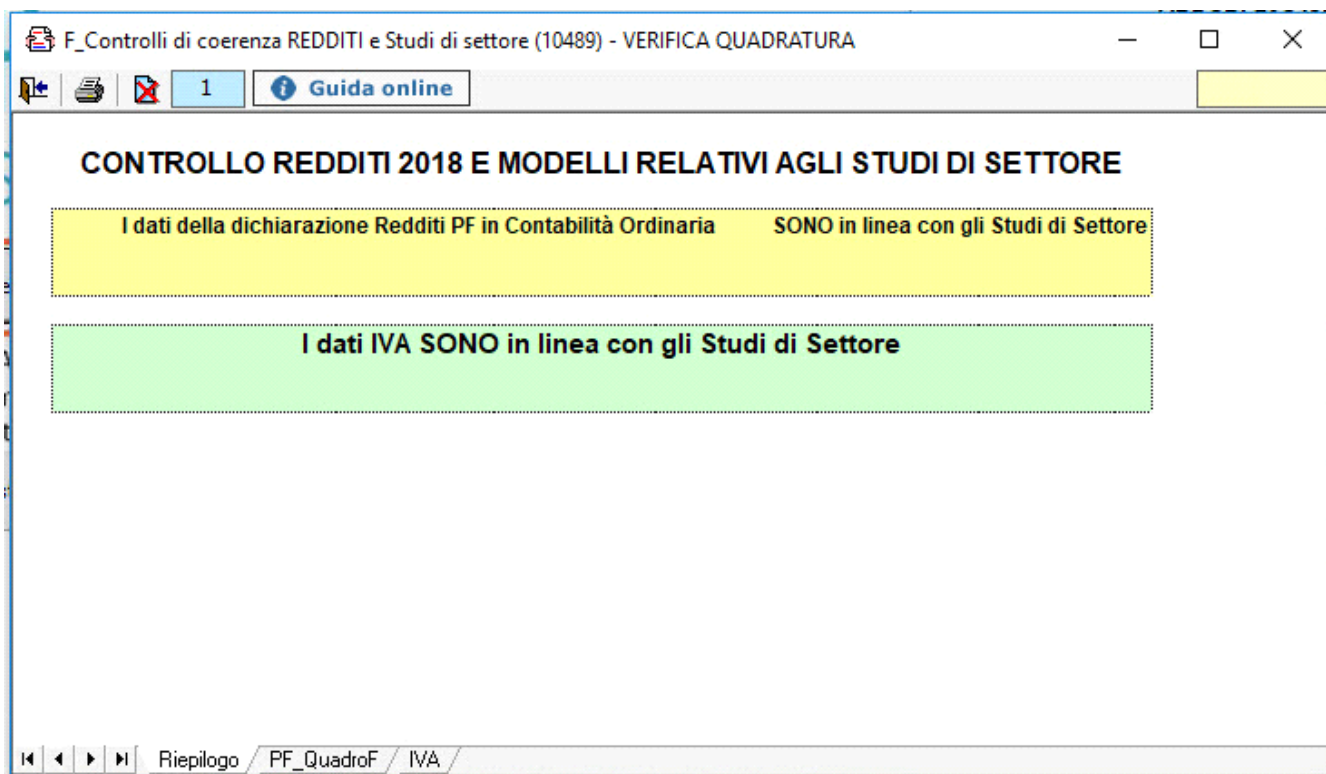 F_Controlli di coerenza REDDITI e Studi di settore (10489) - VERIFICA QUADRATURA
1 Guida online
CONTROLLO REDDITI 2018 E MODELLI RELATIVI AGLI STUDI DI SETTORE
I dati della dichiarazione Redditi PF in Contabilità Ordinaria SONO in linea con gli Studi di Settore
I dati IVA SONO in linea con gli Studi di Settore
Riepilogo PF_QuadroF IVA